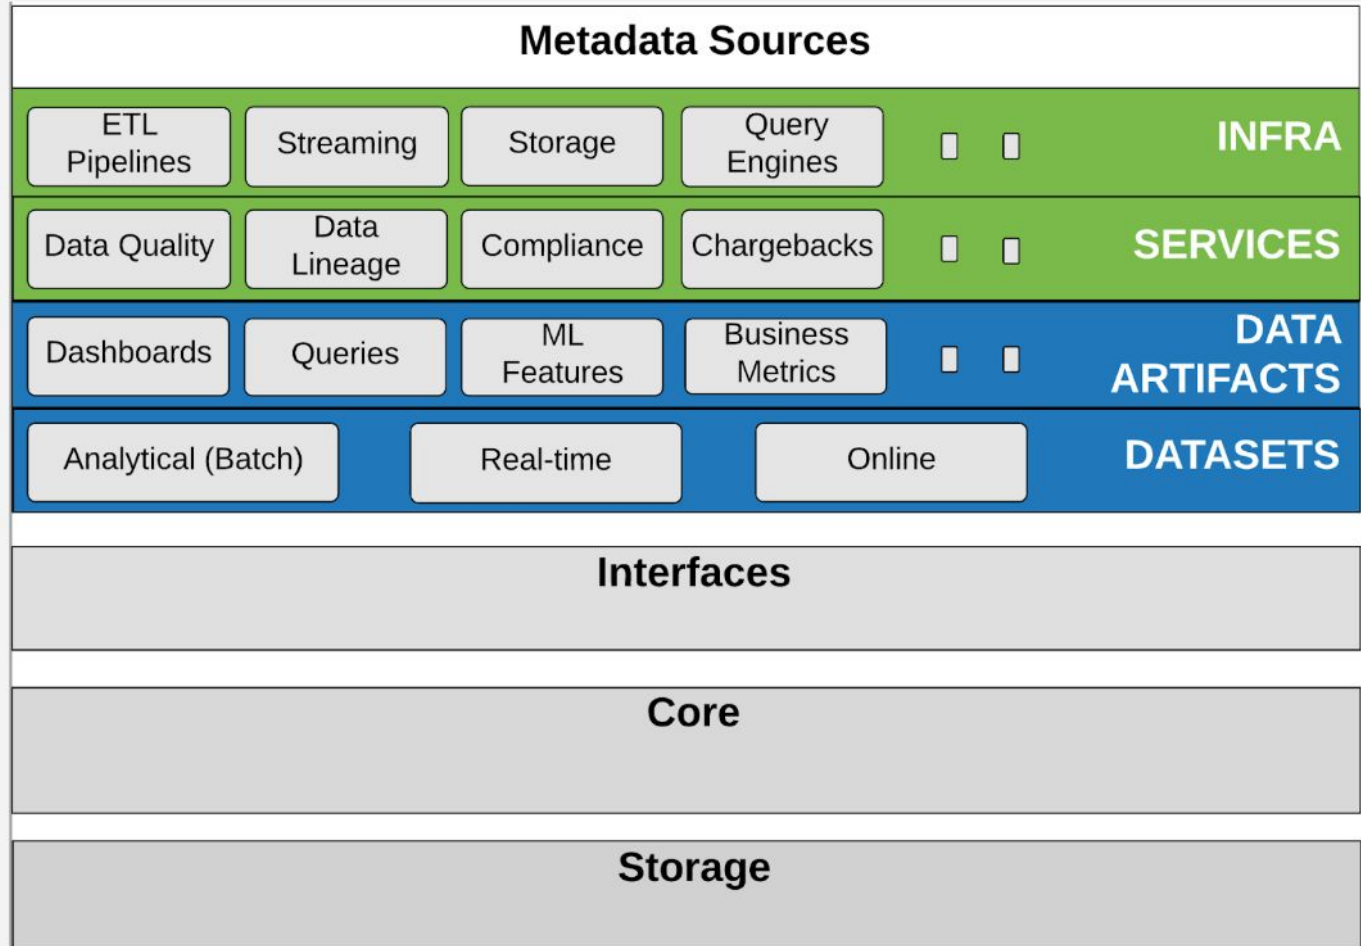 Metadata Sources
ETL
Pipelines
Streaming
Storage
Query
Engines
INFRA
Data Quality
Data
Lineage
Compliance
Chargebacks
SERVICES
Dashboards
Queries
ML
Features
Business
Metrics
DATA
ARTIFACTS
Analytical (Batch)
Real-time
Online
DATASETS
Interfaces
Core
Storage